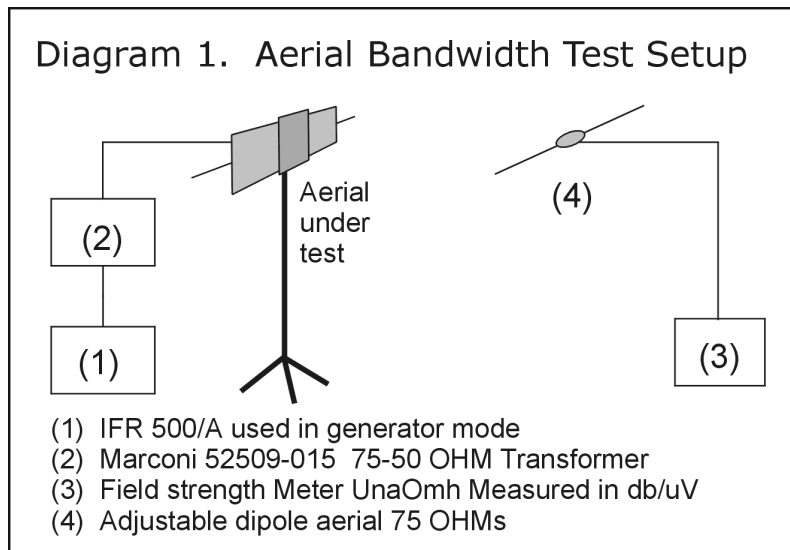 Diagram 1. Aerial Bandwidth Test Setup
Aerial
under
test
(4)
(2)
(1)
(3)
(1) IFR 500/A used in generator mode
(2) Marconi 52509-015 75-50 OHM Transformer
(3) Field strength Meter UnaOmh Measured in db/uV
(4) Adjustable dipole aerial 75 OHMs